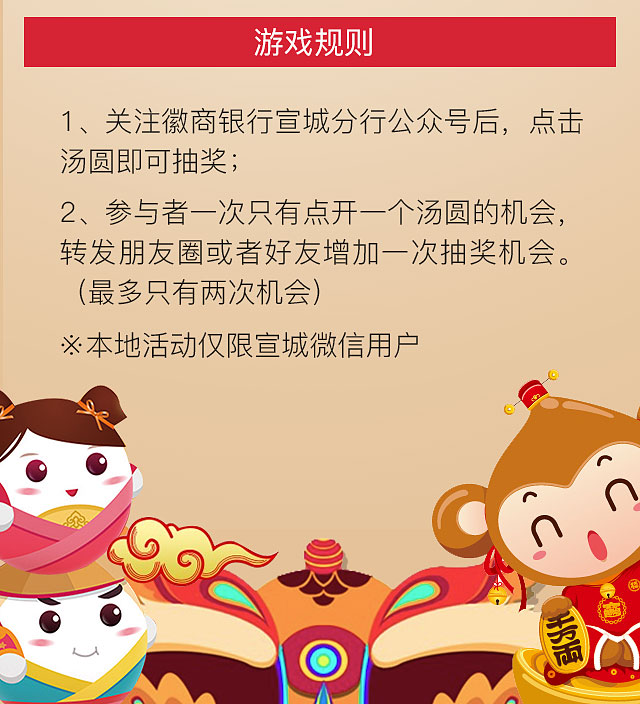 游戏规则
1、关注徽商银行宣城分行公众号后，点击
汤圆即可抽奖；
2、参与者一次只有点开一个汤圆的机会，
转发朋友圈或者好友增加一次抽奖机会。
（最多只有两次机会）
※本地活动仅限宣城微信用户
千万两